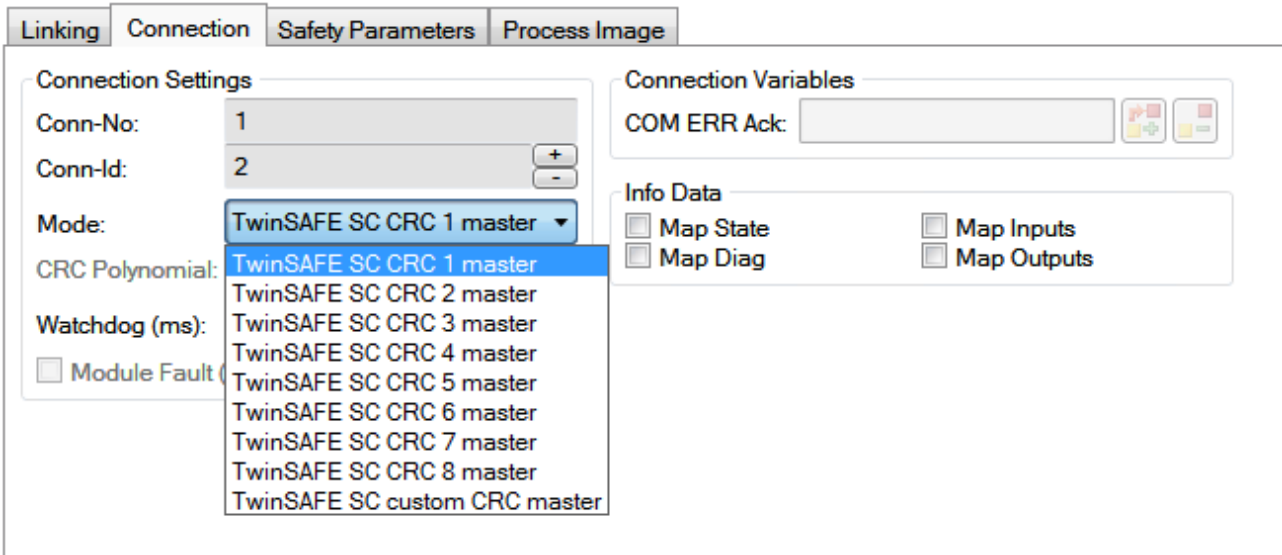 Linking Connection Safety Parameters Process Image
Connection Settings
Conn-No: 1
Conn-Id: 2 + -
Mode: TwinSAFE SC CRC 1 master
CRC Polynomial:
Watchdog (ms):
Module Fault (
TwinSAFE SC CRC 1 master
TwinSAFE SC CRC 2 master
TwinSAFE SC CRC 3 master
TwinSAFE SC CRC 4 master
TwinSAFE SC CRC 5 master
TwinSAFE SC CRC 6 master
TwinSAFE SC CRC 7 master
TwinSAFE SC CRC 8 master
TwinSAFE SC custom CRC master
Connection Variables
COM ERR Ack:
Info Data
Map State Map Inputs
Map Diag Map Outputs